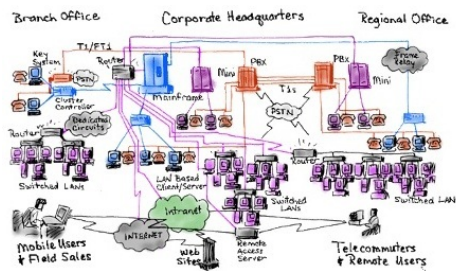 Branch Office
Corporate Headquarters
Regional Office
Key System
T1/FT1
Router
PSTN
Cluster Controller
Mainframe
Mini
PBX
T1s
PSTN
PBX
Mini
Frame Relay
Dedicated Circuits
Router
Switched LANs
LAN Based Client/Server
Switched LANs
Router
Switched LANs
Intranet
INTERNET
Mobile Users & Field Sales
Web Sites
Remote Access Server
Telecommuters & Remote Users